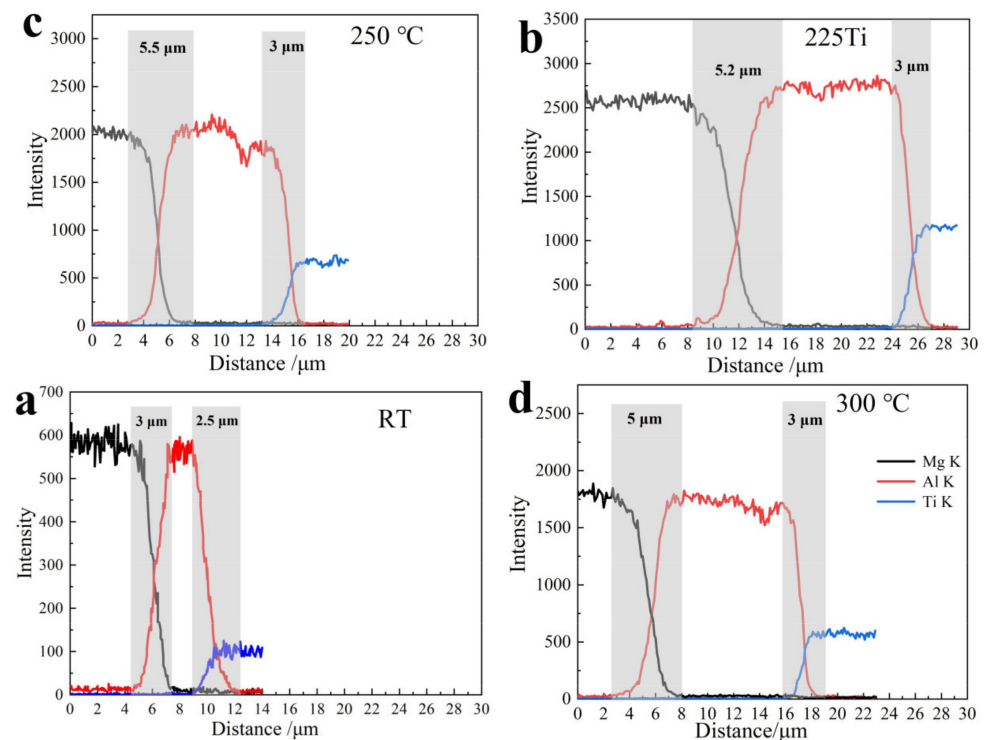 c
250 °C
5.5 μm
3 μm
3000
2500
2000
1500
1000
500
0
Intensity
0 2 4 6 8 10 12 14 16 18 20 22 24 26 28 30
Distance /μm
b
225Ti
5.2 μm
3 μm
3500
3000
2500
2000
1500
1000
500
0
Intensity
0 2 4 6 8 10 12 14 16 18 20 22 24 26 28 30
Distance /μm
a
RT
3 μm
2.5 μm
700
600
500
400
300
200
100
0
Intensity
0 2 4 6 8 10 12 14 16 18 20 22 24 26 28 30
Distance /μm
d
300 °C
5 μm
3 μm
Mg K
Al K
Ti K
2500
2000
1500
1000
500
0
Intensity
0 2 4 6 8 10 12 14 16 18 20 22 24 26 28 30
Distance/μm